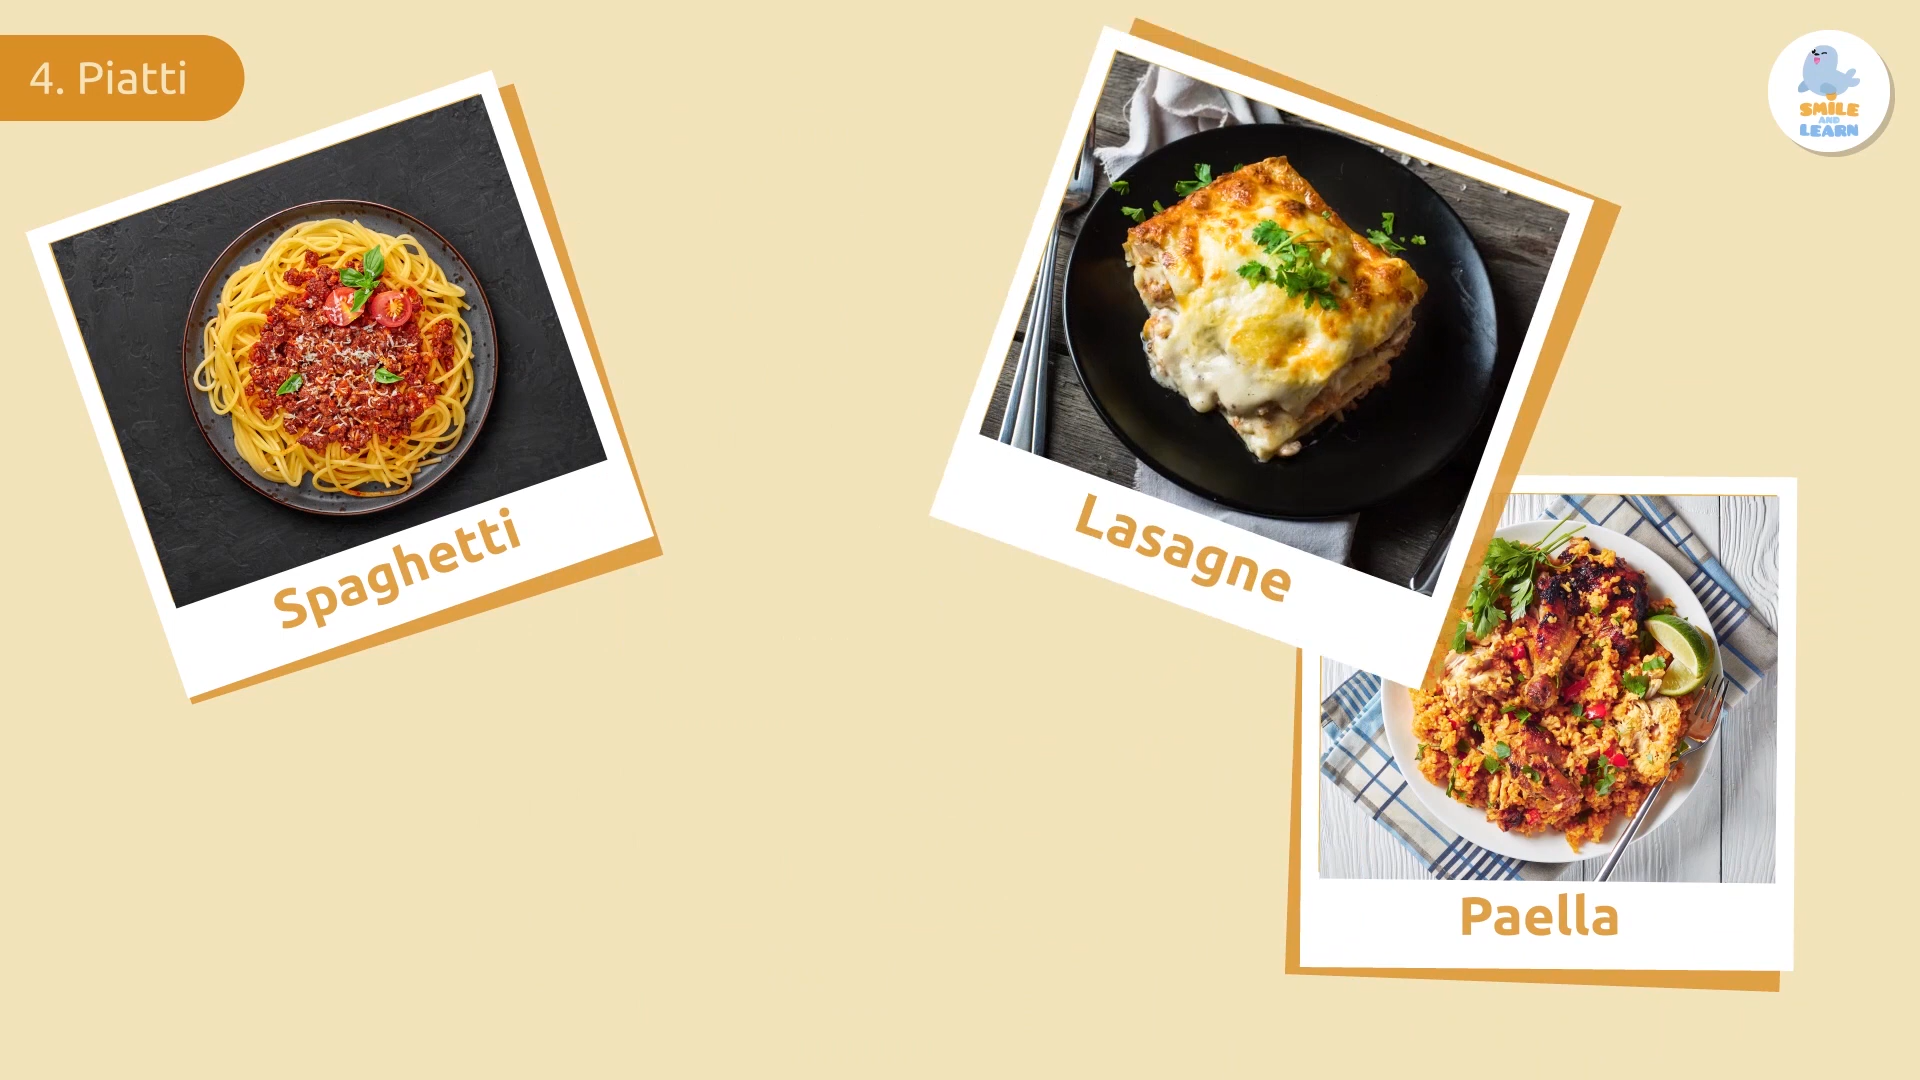 4. Piatti
SMILE
AND
LEARN
Spaghetti
Lasagne
Paella